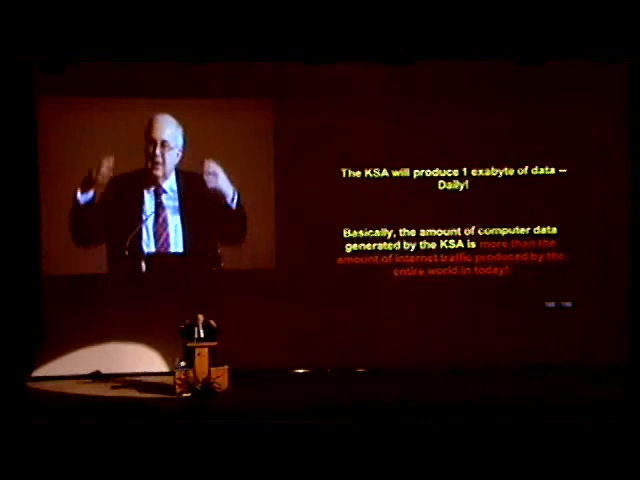 The KSA will produce 1 exabyte of data --
Daily!
Basically, the amount of computer data
generated by the KSA is more than the
amount of internet traffic produced by the
entire world in today!